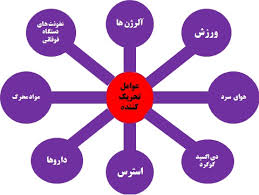 آلرژن ها
ورزش
هوای سرد
دی اکسید
گوگرد
استرس
داروها
مواد محرک
عفونت‌های
دستگاه
فوقانی
عوامل
تحریک
کننده